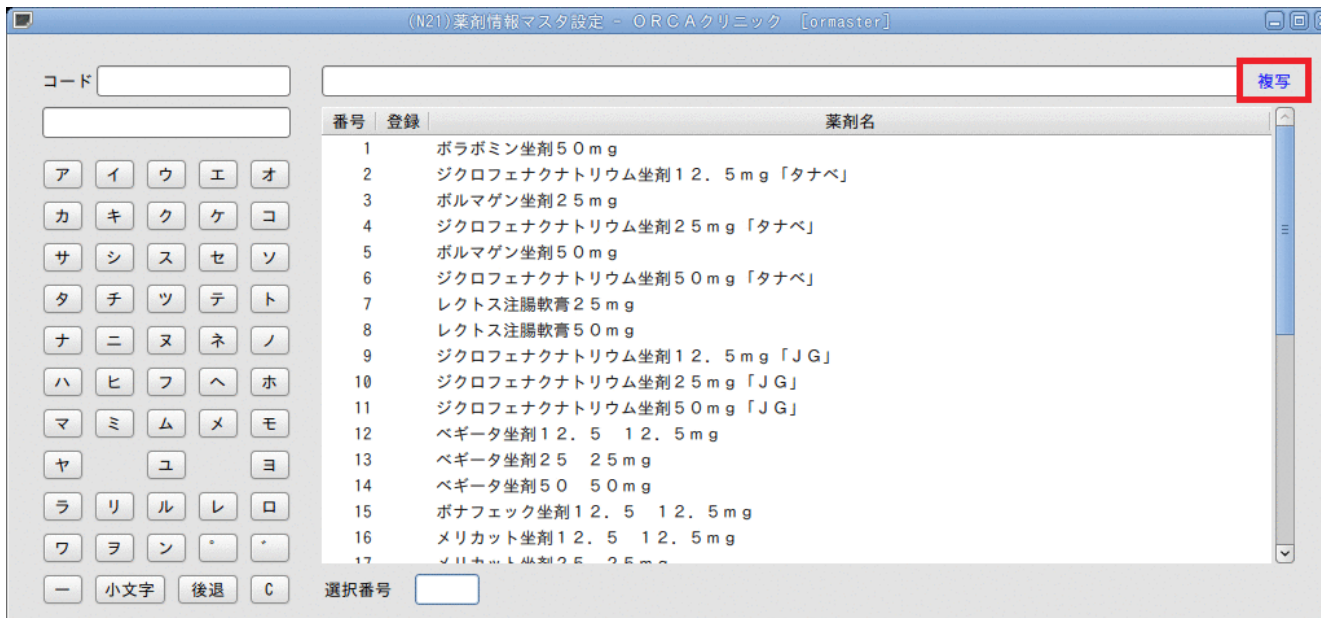 (N21)薬剤情報マスタ設定 - ORCAクリニック [ormaster]
コード
複写
番号 登録 薬剤名
ア イ ウ エ オ
カ キ ク ケ コ
サ シ ス セ ソ
タ チ ツ テ ト
ナ ニ ヌ ネ ノ
ハ ヒ フ ヘ ホ
マ ミ ム メ モ
ヤ ユ ヨ
ラ リ ル レ ロ
ワ ヲ ン ゜ ゛
ー 小文字 後退 C
1 ボラボミン坐剤50mg
2 ジクロフェナクナトリウム坐剤12.5mg「タナベ」
3 ボルマゲン坐剤25mg
4 ジクロフェナクナトリウム坐剤25mg「タナベ」
5 ボルマゲン坐剤50mg
6 ジクロフェナクナトリウム坐剤50mg「タナベ」
7 レクトス注腸軟膏25mg
8 レクトス注腸軟膏50mg
9 ジクロフェナクナトリウム坐剤12.5mg「JG」
10 ジクロフェナクナトリウム坐剤25mg「JG」
11 ジクロフェナクナトリウム坐剤50mg「JG」
12 ベギータ坐剤12.5 12.5mg
13 ベギータ坐剤25 25mg
14 ベギータ坐剤50 50mg
15 ボナフェック坐剤12.5 12.5mg
16 メリカット坐剤12.5 12.5mg
17 メリカット坐剤25 25mg
選択番号